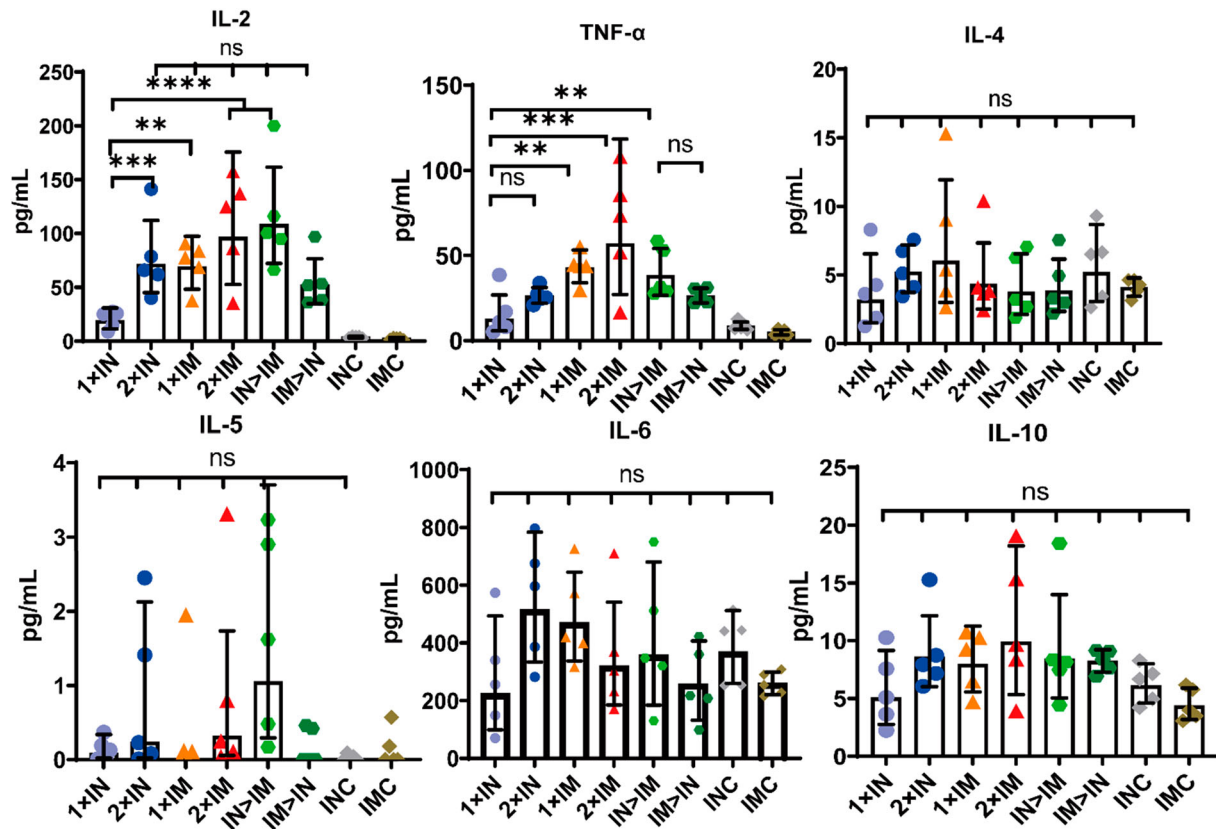 IL-2
ns
****
**
***
pg/mL
250
200
150
100
50
0
1×IN
2×IN
1×IM
2×IM
IN>IM
IM>IN
INC
IMC
TNF-α
**
***
**
ns
ns
pg/mL
150
100
50
0
1×IN
2×IN
1×IM
2×IM
IN>IM
IM>IN
INC
IMC
IL-4
ns
pg/mL
20
15
10
5
0
1×IN
2×IN
1×IM
2×IM
IN>IM
IM>IN
INC
IMC
IL-5
ns
pg/mL
4
3
2
1
0
1×IN
2×IN
1×IM
2×IM
IN>IM
IM>IN
INC
IMC
IL-6
ns
pg/mL
1000
800
600
400
200
0
1×IN
2×IN
1×IM
2×IM
IN>IM
IM>IN
INC
IMC
IL-10
ns
pg/mL
25
20
15
10
5
0
1×IN
2×IN
1×IM
2×IM
IN>IM
IM>IN
INC
IMC